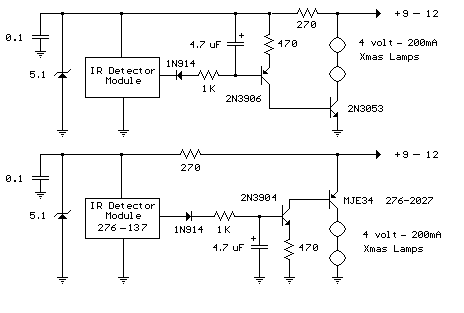 +9-12
270
0.1
4.7 uF
+
470
4 volt - 200mA
Xmas Lamps
1N914
5.1
IR Detector
Module
1K
2N3906
2N3053
+9-12
270
0.1
2N3904
MJE34 276-2027
5.1
IR Detector
Module
276-137
1N914
1K
+
4.7 uF
470
4 volt - 200mA
Xmas Lamps